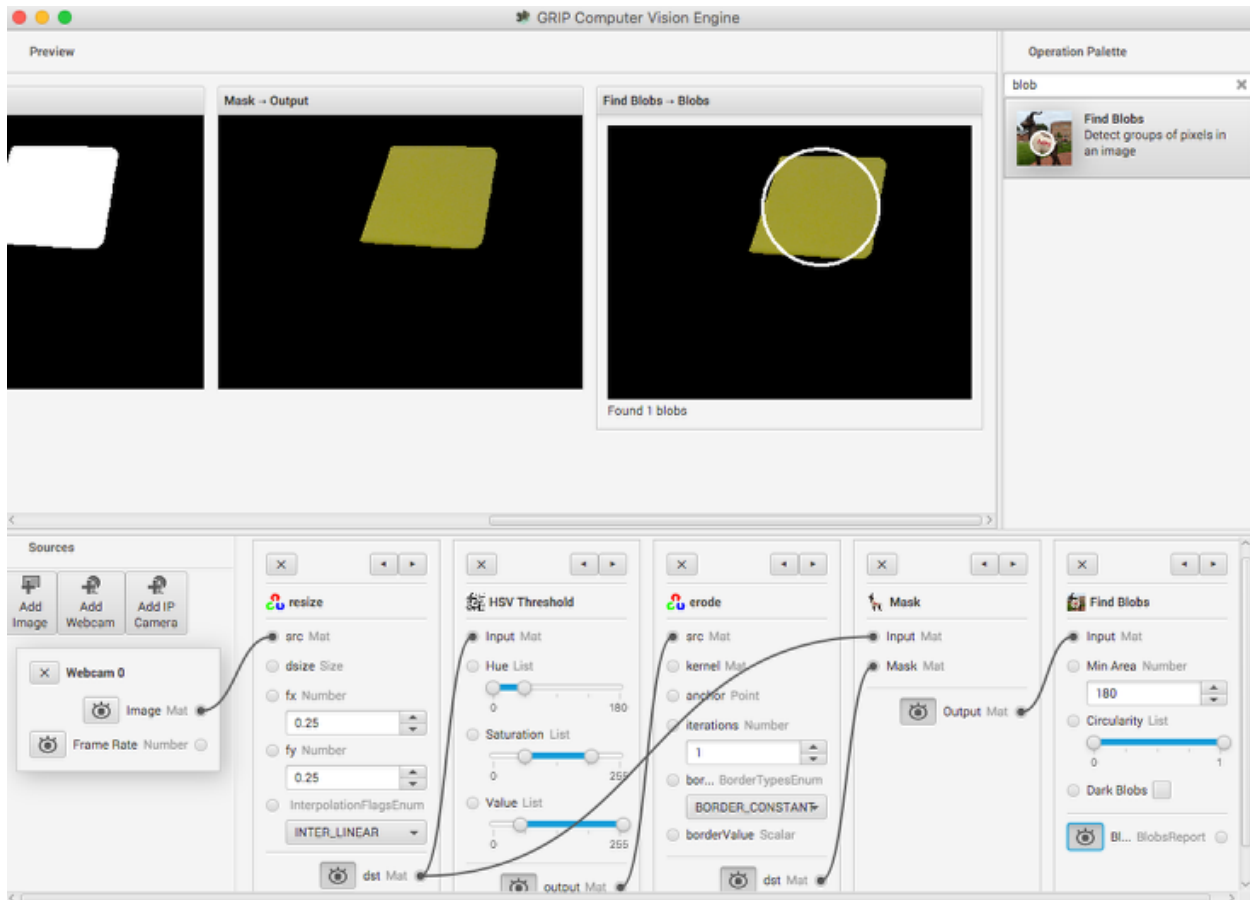 GRIP Computer Vision Engine
Preview
Operation Palette
Mask → Output
Find Blobs → Blobs
Found 1 blobs
blob
Find Blobs
Detect groups of pixels in
an image
Sources
Add
Image
Add
Webcam
Add IP
Camera
Webcam 0
Image Mat
Frame Rate Number
resize
src Mat
dsize Size
fx Number
0.25
fy Number
0.25
InterpolationFlagsEnum
INTER_LINEAR
dst Mat
HSV Threshold
Input Mat
Hue List
0 180
Saturation List
0 255
Value List
0 255
output Mat
erode
src Mat
kernel Mat
anchor Point
iterations Number
1
bor... BorderTypesEnum
BORDER_CONSTANT
borderValue Scalar
dst Mat
Mask
Input Mat
Mask Mat
Output Mat
Find Blobs
Input Mat
Min Area Number
180
Circularity List
0 1
Dark Blobs
Bl... BlobsReport